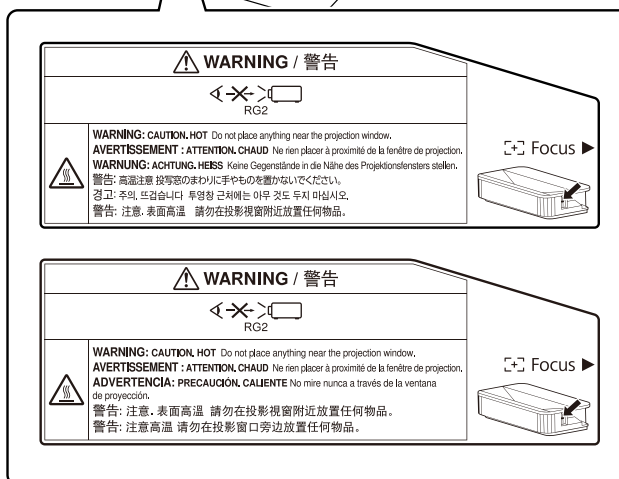 WARNING / 警告
RG2
WARNING: CAUTION. HOT Do not place anything near the projection window.
AVERTISSEMENT : ATTENTION. CHAUD Ne rien placer à proximité de la fenêtre de projection.
WARNUNG: ACHTUNG. HEISS Keine Gegenstände in die Nähe des Projektionsfensters stellen.
警告: 高温注意 投写窓のまわりに手やものを置かないでください。
경고: 주의. 뜨겁습니다 투영창 근처에는 아무 것도 두지 마십시오.
警告: 注意. 表面高溫 請勿在投影視窗附近放置任何物品。
Focus
WARNING / 警告
RG2
WARNING: CAUTION. HOT Do not place anything near the projection window.
AVERTISSEMENT : ATTENTION. CHAUD Ne rien placer à proximité de la fenêtre de projection.
ADVERTENCIA: PRECAUCIÓN. CALIENTE No mire nunca a través de la ventana
de proyección.
警告: 注意. 表面高溫 請勿在投影視窗附近放置任何物品。
警告: 注意高温 请勿在投影窗口旁边放置任何物品。
Focus